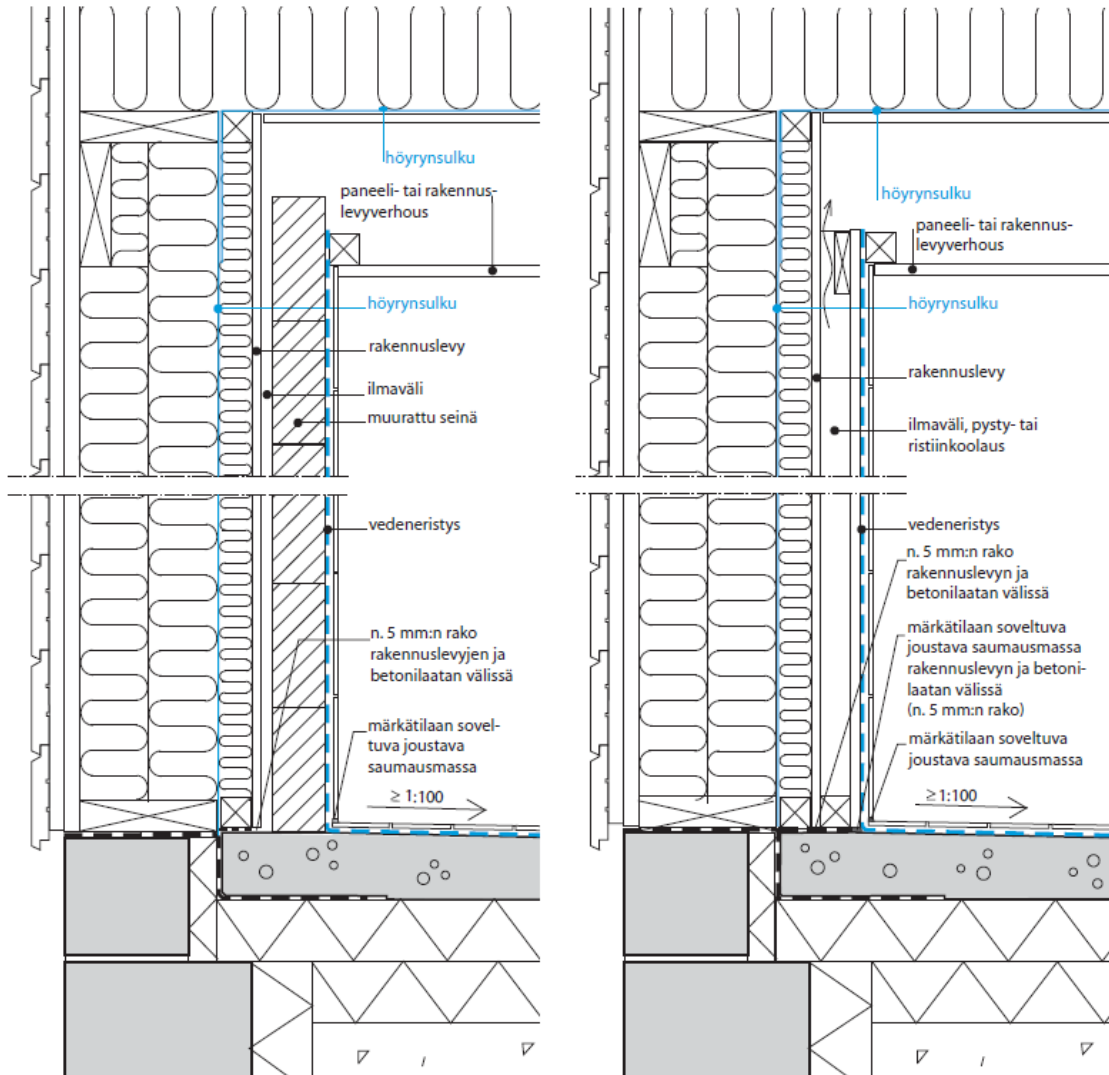 höyrynsulku
paneeli- tai rakennus-
levyverhous
höyrynsulku
rakennuslevy
ilmaväli
muurattu seinä
vedeneristys
n. 5 mm:n rako
rakennuslevyjen ja
betonilaatan välissä
märkätilaan sovel-
tuva joustava
saumausmassa
≥ 1:100
höyrynsulku
paneeli- tai rakennus-
levyverhous
höyrynsulku
rakennuslevy
ilmaväli, pysty- tai
ristiinkoolaus
vedeneristys
n. 5 mm:n rako
rakennuslevyn ja
betonilaatan välissä
märkätilaan soveltuva
joustava saumausmassa
rakennuslevyn ja betoni-
laatan välissä
(n. 5 mm:n rako)
märkätilaan soveltuva
joustava saumausmassa
≥ 1:100